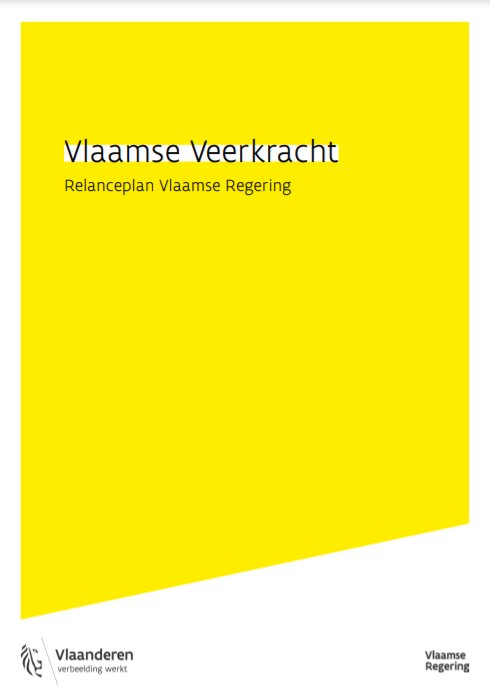 Vlaamse Veerkracht
Relanceplan Vlaamse Regering
Vlaanderen
verbeelding werkt
Vlaamse
Regering